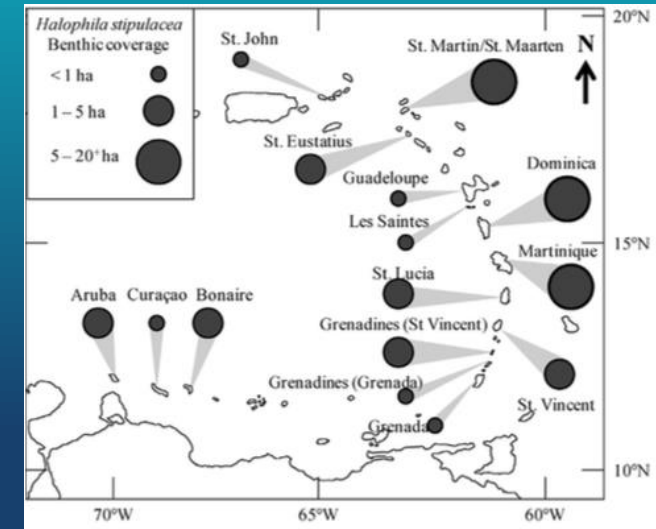 Halophila stipulacea
Benthic coverage
< 1 ha
1 – 5 ha
5 – 20⁺ ha
St. John
St. Martin/St. Maarten
N
20°N
St. Eustatius
Guadeloupe
Dominica
Les Saintes
15°N
Martinique
St. Lucia
Aruba
Curaçao
Bonaire
Grenadines (St Vincent)
Grenadines (Grenada)
St. Vincent
Grenada
10°N
70°W
65°W
60°W